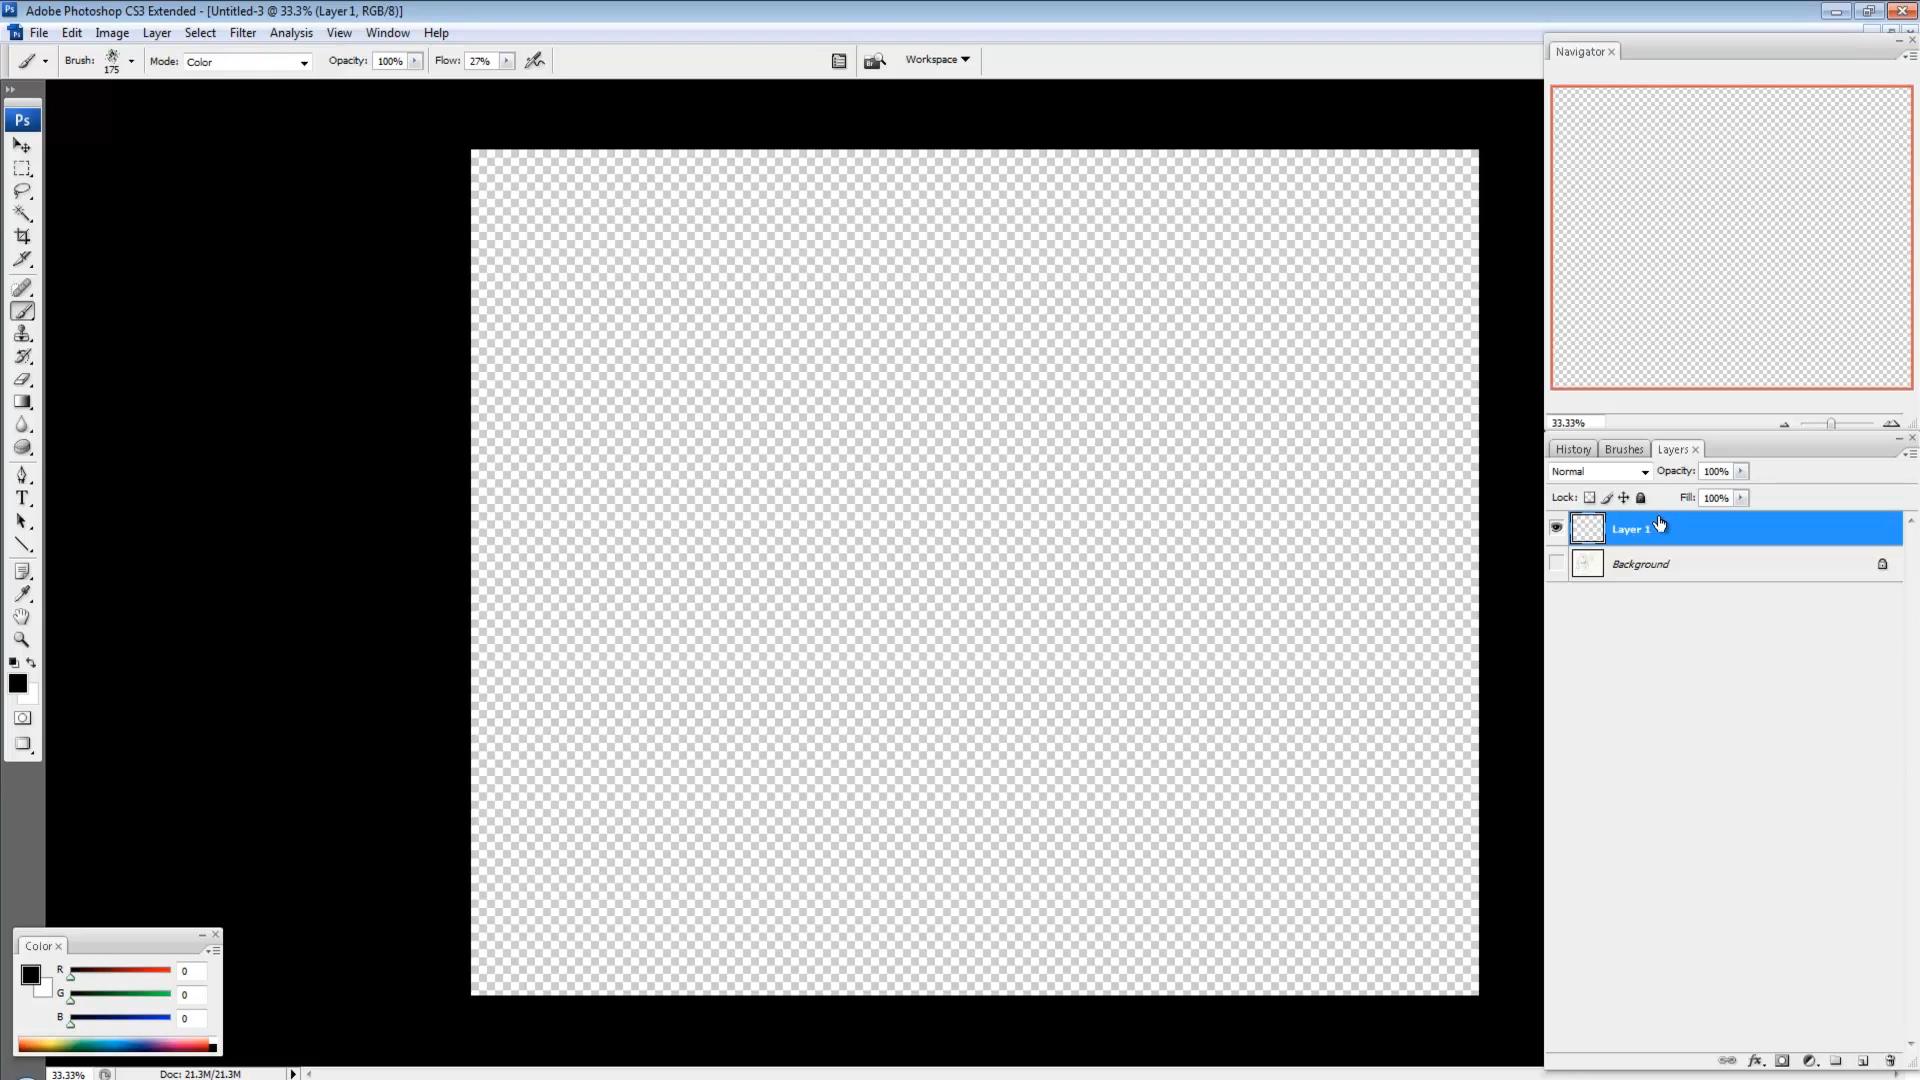 Ps Adobe Photoshop CS3 Extended - [Untitled-3 @ 33.3% (Layer 1, RGB/8)]
File Edit Image Layer Select Filter Analysis View Window Help
Brush: 175 Mode: Color Opacity: 100% Flow: 27% Workspace
Navigator
Ps
33.33%
History Brushes Layers
Normal Opacity: 100%
Lock: Fill: 100%
Layer 1
Background
T
Color
R 0
G 0
B 0
fx
33.33% Doc: 21.3M/21.3M